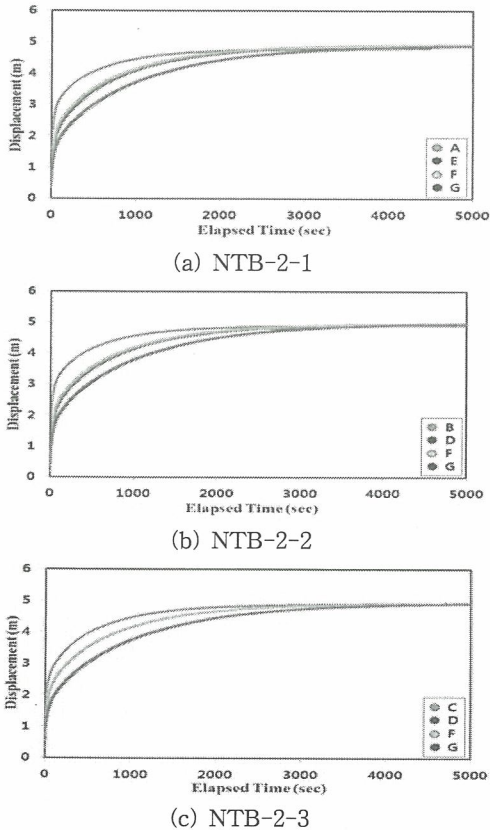 6
5
4
3
2
1
0
Displacement (m)
A
E
F
G
0 1000 2000 3000 4000 5000
Elapsed Time (sec)
(a) NTB-2-1
6
5
4
3
2
1
0
Displacement (m)
B
D
F
G
0 1000 2000 3000 4000 5000
Elapsed Time (sec)
(b) NTB-2-2
6
5
4
3
2
1
0
Displacement (m)
C
D
F
G
0 1000 2000 3000 4000 5000
Elapsed Time (sec)
(c) NTB-2-3